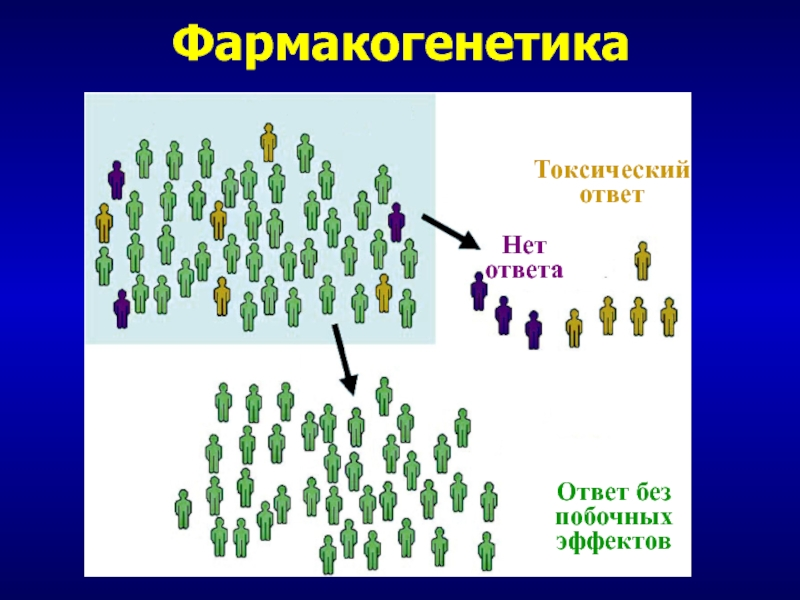 Фармакогенетика
Токсический
ответ
Нет
ответа
Ответ без
побочных
эффектов